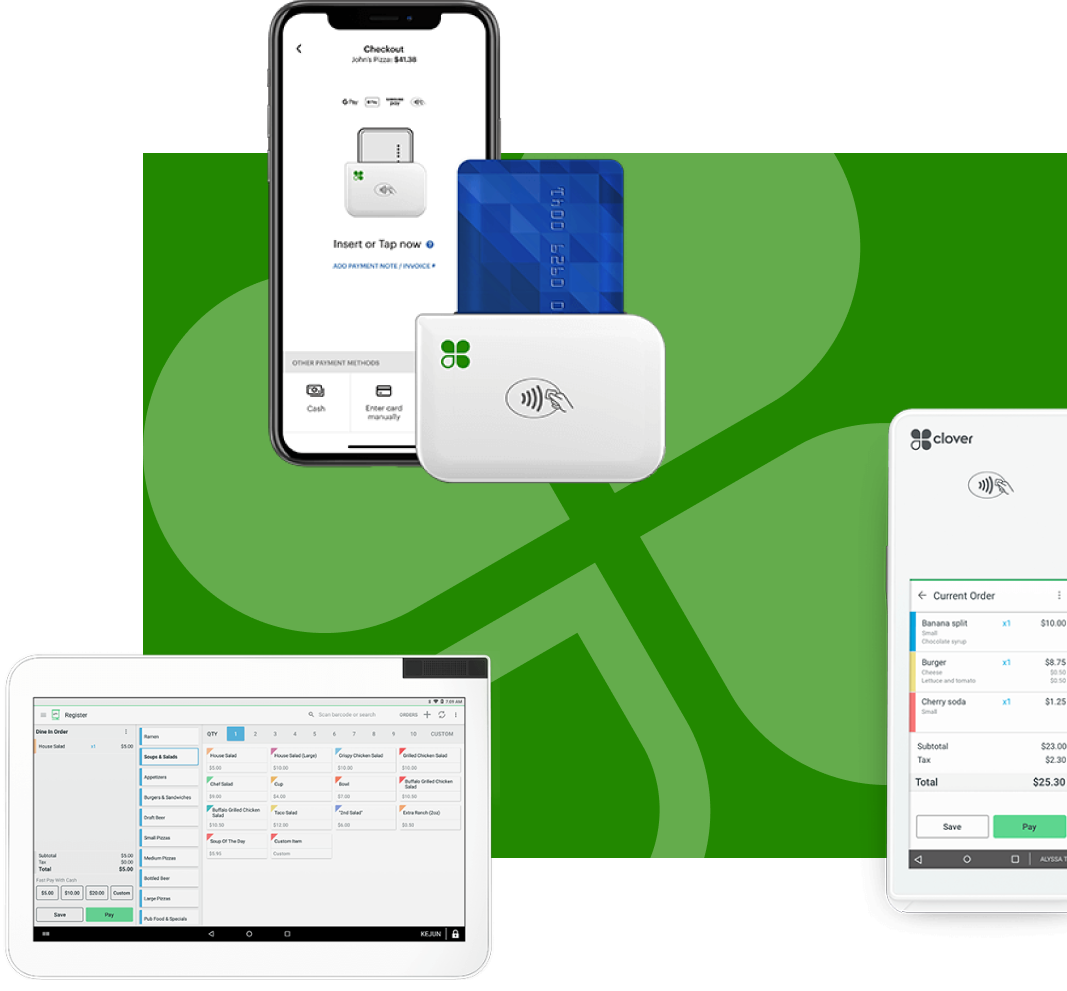 Checkout
John's Pizza: $41.38
G Pay
Pay
pay
Insert or Tap now
ADD PAYMENT NOTE / INVOICE #
OTHER PAYMENT METHODS
Cash
Enter card
manually
clover
Current Order
Banana split x1 $10.00
Small
Chocolate syrup
Burger x1 $8.75
Cheese $0.50
Lettuce and tomato $0.50
Cherry soda x1 $1.25
Small
Subtotal $23.00
Tax $2.30
Total $25.30
Save Pay
ALYSSA T
7:09 AM
Register
Scan barcode or search
ORDERS
Dine In Order
House Salad x1 $5.00
Subtotal $5.00
Tax $0.00
Total $5.00
Fast Pay With Cash
$5.00 $10.00 $20.00 Custom
Save Pay
Ramen
Soups & Salads
Appetizers
Burgers & Sandwiches
Draft Beer
Small Pizzas
Medium Pizzas
Bottled Beer
Large Pizzas
Pub Food & Specials
QTY 1 2 3 4 5 6 7 8 9 10 CUSTOM
House Salad
$5.00
House Salad (Large)
$10.00
Crispy Chicken Salad
$10.00
Grilled Chicken Salad
$10.00
Chef Salad
$9.00
Cup
$4.00
Bowl
$7.00
Buffalo Grilled Chicken
Salad
$10.50
Buffalo Grilled Chicken
Salad
$10.50
Taco Salad
$12.00
"2nd Salad"
$6.00
Extra Ranch (2oz)
$0.50
Soup Of The Day
$3.95
Custom Item
Custom
KEJUN